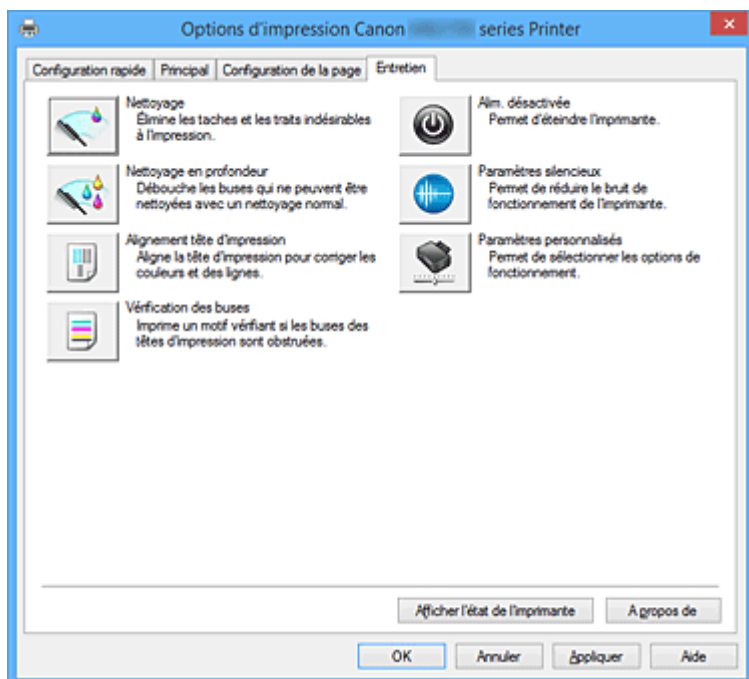 Options d'impression Canon series Printer
Configuration rapide Principal Configuration de la page Entretien
Nettoyage
Élimine les taches et les traits indésirables
à l'impression.
Nettoyage en profondeur
Débouche les buses qui ne peuvent être
nettoyées avec un nettoyage normal.
Alignement tête d'impression
Aligne la tête d'impression pour corriger les
couleurs et des lignes.
Vérification des buses
Imprime un motif vérifiant si les buses des
têtes d'impression sont obstruées.
Alim. désactivée
Permet d'éteindre l'imprimante.
Paramètres silencieux
Permet de réduire le bruit de
fonctionnement de l'imprimante.
Paramètres personnalisés
Permet de sélectionner les options de
fonctionnement.
Afficher l'état de l'imprimante A propos de
OK Annuler Appliquer Aide